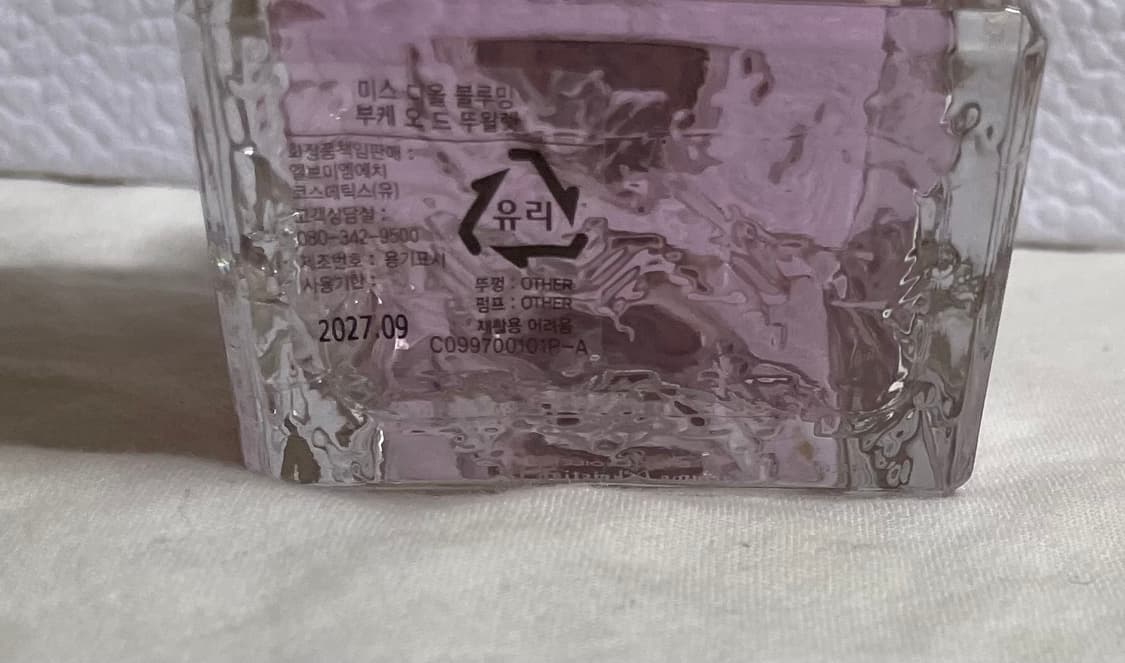 미스 디올 블루밍
부케 오 드 뚜왈렛
화장품책임판매 :
엘브이엠에치
코스메틱스(유)
고객상담실 :
080-342-9500
제조번호 : 용기표시
사용기한 :
2027.09
유리
뚜껑 : OTHER
펌프 : OTHER
재활용 어려움
C099700101P-A